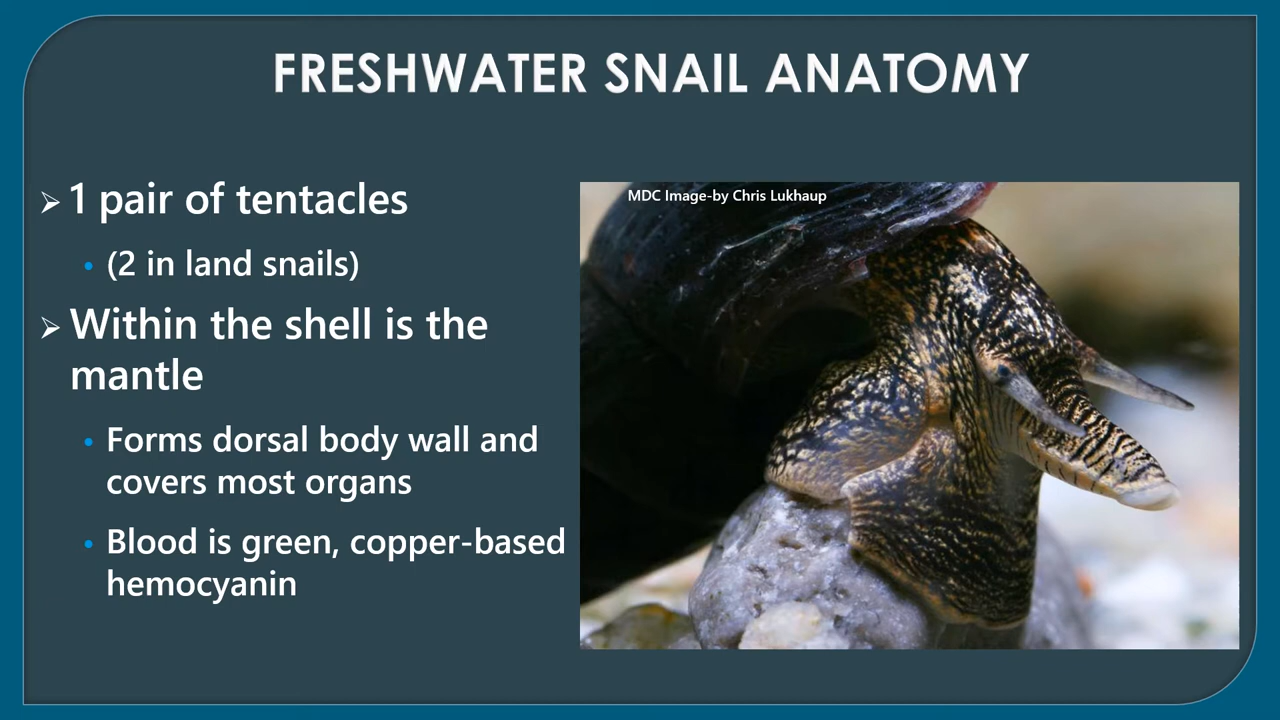 FRESHWATER SNAIL ANATOMY
➢ 1 pair of tentacles
• (2 in land snails)
➢ Within the shell is the
mantle
• Forms dorsal body wall and
covers most organs
• Blood is green, copper-based
hemocyanin
MDC Image-by Chris Lukhaup